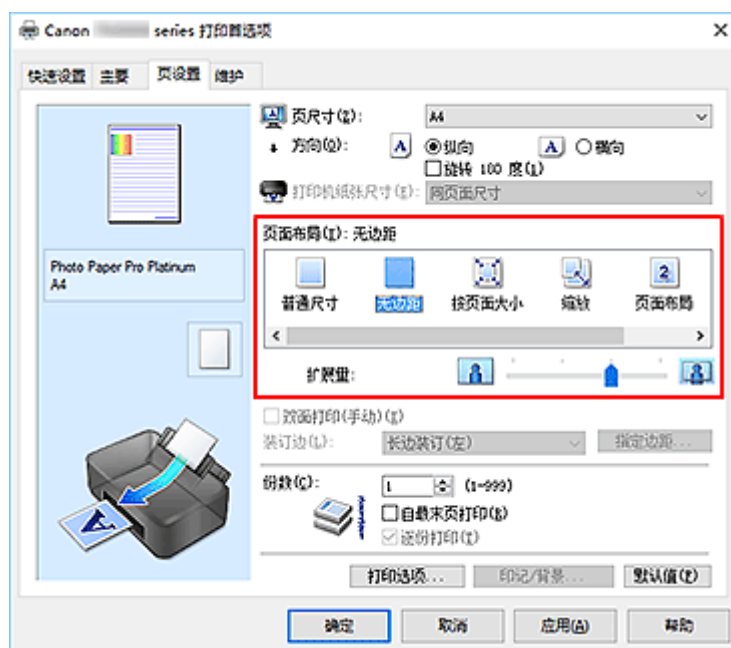 Canon series 打印首选项
快速设置 主要 页设置 维护
页尺寸(Z): A4
方向(O): A 纵向 A 横向
旋转 180 度(L)
打印机纸张尺寸(E): 同页面尺寸
页面布局(I): 无边距
Photo Paper Pro Platinum
A4
普通尺寸 无边距 按页面大小 缩放 2 页面布局
扩展量:
双面打印(手动)(X)
装订边(L): 长边装订(左) 指定边距...
份数(C): 1 (1-999)
自最末页打印(B)
逐份打印(T)
打印选项... 印记/背景... 默认值(F)
确定 取消 应用(A) 帮助